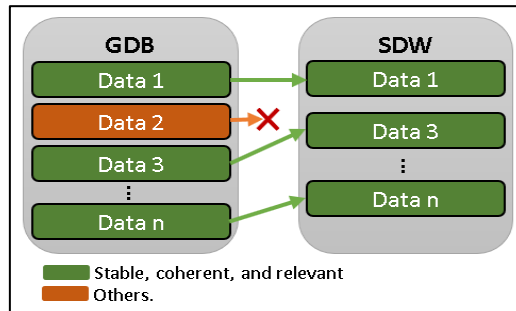 GDB
Data 1
Data 2
Data 3
⋮
Data n
SDW
Data 1
Data 3
⋮
Data n
Stable, coherent, and relevant
Others.